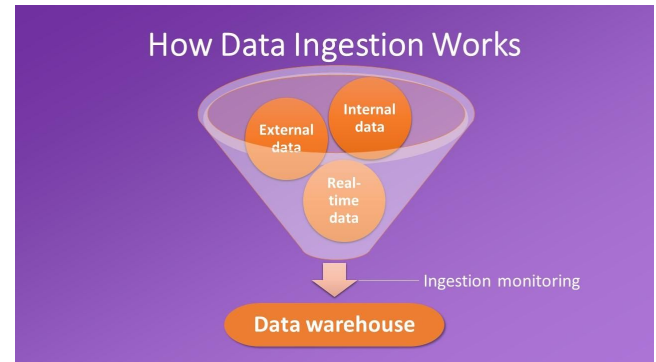 How Data Ingestion Works
Internal
data
External
data
Real-
time
data
Ingestion monitoring
Data warehouse